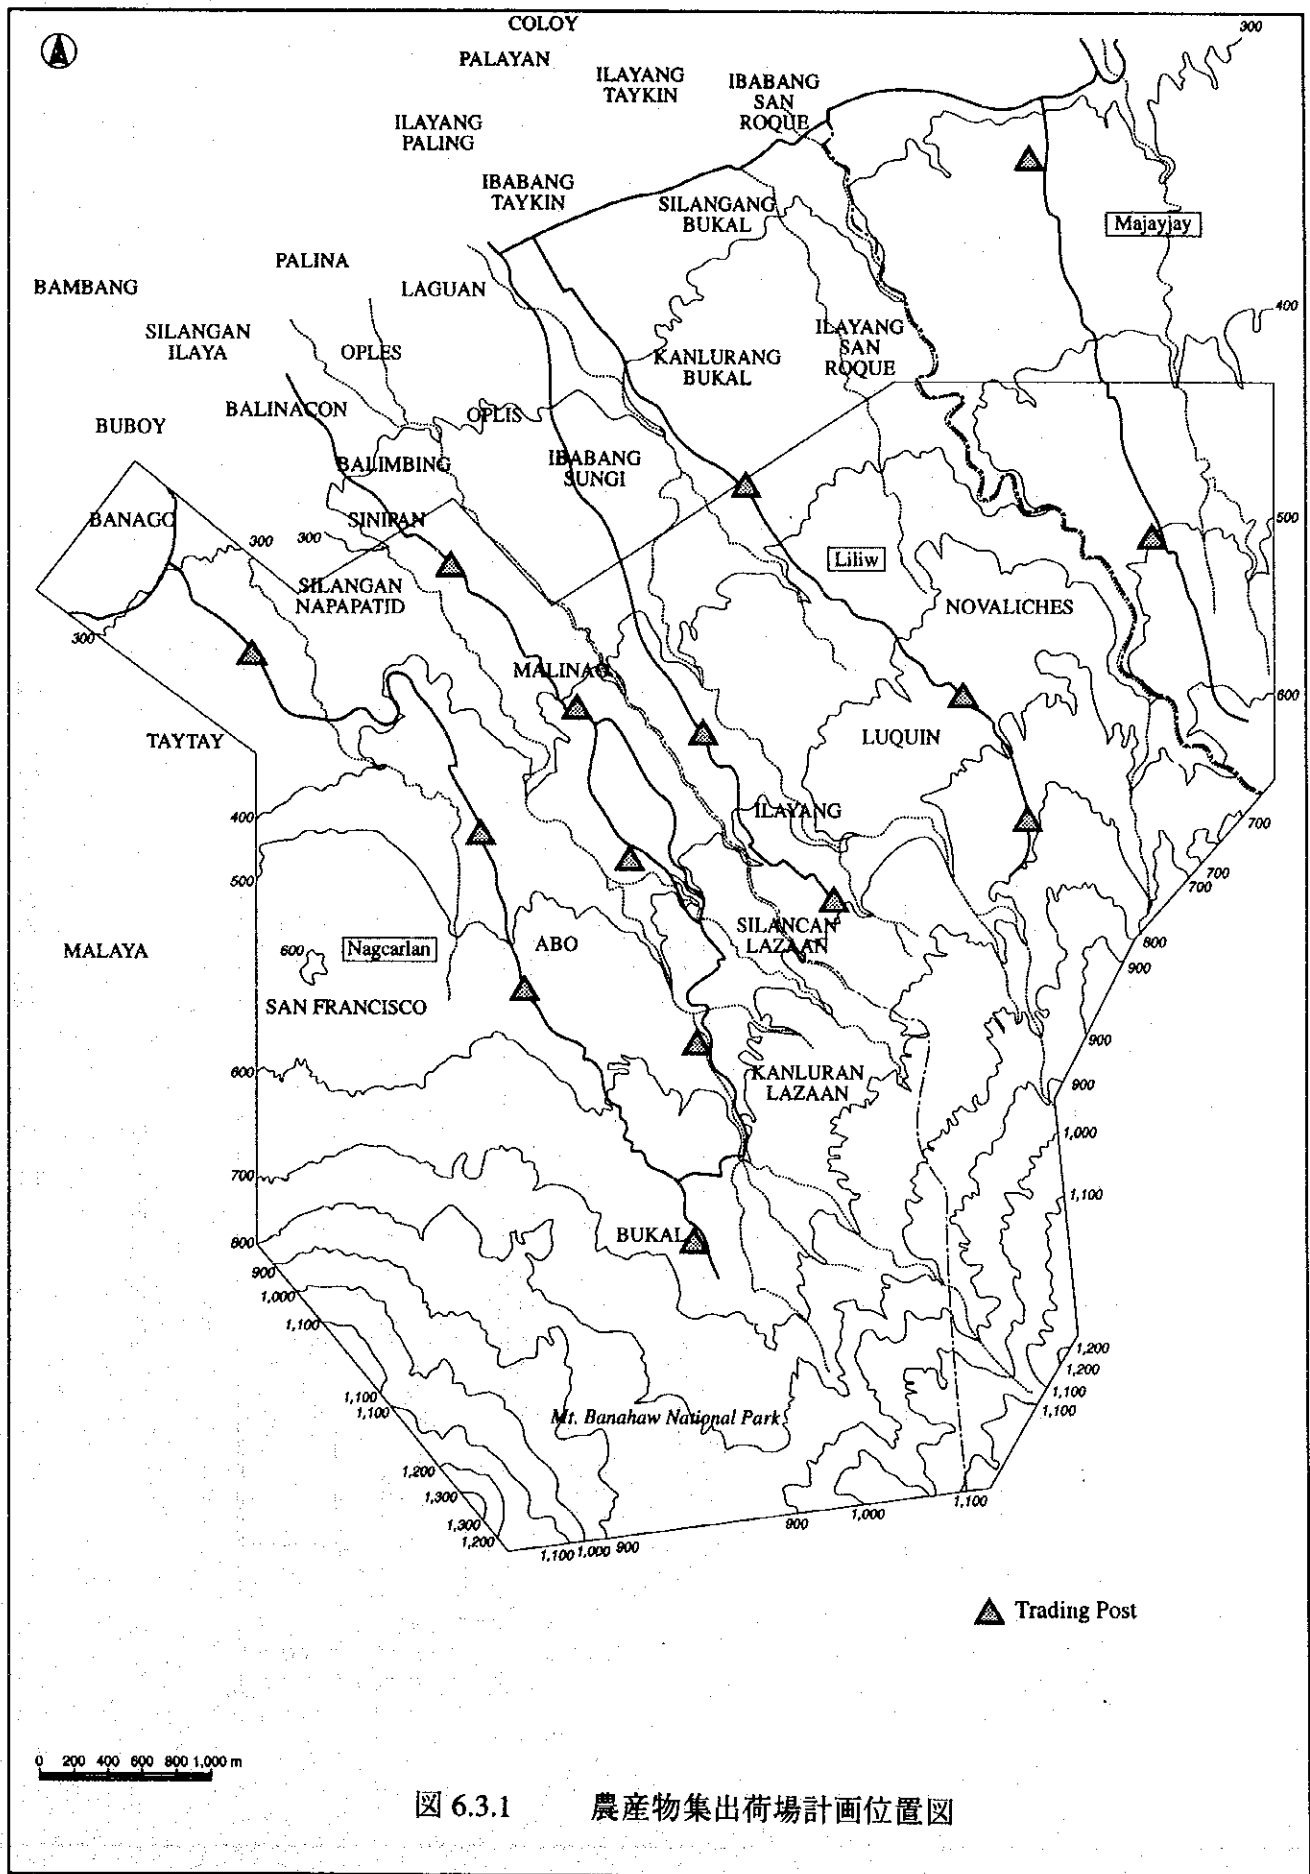 COLOY
PALAYAN
300
ILAYANG
TAYKIN
IBABANG
SAN
ROQUE
ILAYANG
PALING
IBABANG
TAYKIN
SILANGANG
BUKAL
Majayjay
PALINA
LAGUAN
BAMBANG
400
SILANGAN
ILAYA
OPLES
KANLURANG
BUKAL
ILAYANG
SAN
ROQUE
BALINACON
OPLIS
BUBOY
BALIMBING
IBABANG
SUNGI
BANAGO
SINIPAN
500
300
300
Liliw
SILANGAN
NAPAPATID
NOVALICHES
300
MALINAO
600
TAYTAY
LUQUIN
400
ILAYANG
700
500
700
700
SILANCAN
LAZAAN
MALAYA
600
Nagcarlan
ABO
800
900
SAN FRANCISCO
900
600
KANLURAN
LAZAAN
900
1,000
700
1,100
800
BUKAL
900
1,000
1,100
1,200
1,200
1,100
1,100
1,100
1,100
Mt. Banahaw National Park
1,200
1,300
1,300
1,200
1,100
1,000
900
900
1,000
1,100
Trading Post
0 200 400 600 800 1,000 m
図 6.3.1 農産物集出荷場計画位置図